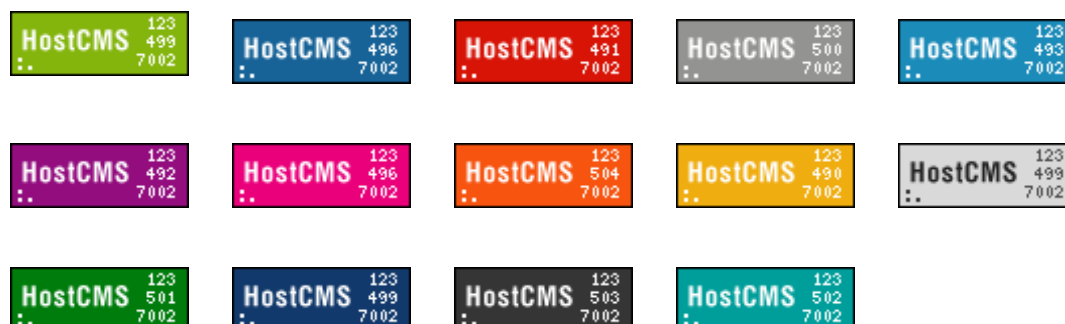 HostCMS 123 499 7002
HostCMS 123 496 7002
HostCMS 123 491 7002
HostCMS 123 500 7002
HostCMS 123 493 7002
HostCMS 123 492 7002
HostCMS 123 496 7002
HostCMS 123 504 7002
HostCMS 123 490 7002
HostCMS 123 499 7002
HostCMS 123 501 7002
HostCMS 123 499 7002
HostCMS 123 503 7002
HostCMS 123 502 7002